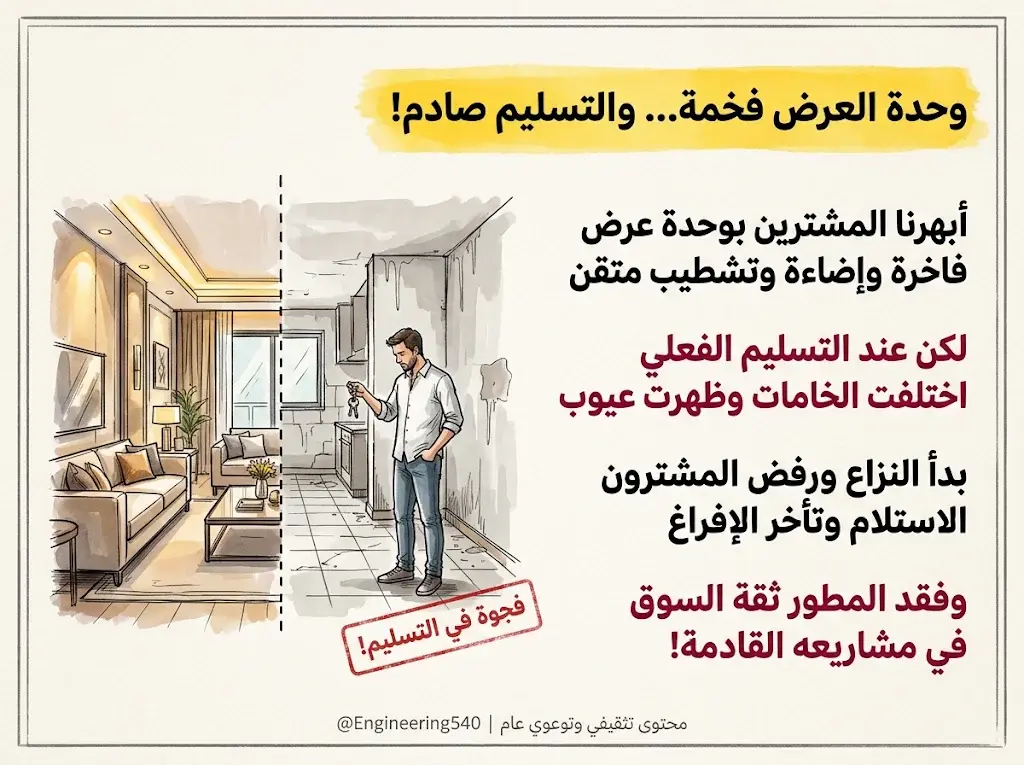 وحدة العرض فخمة... والتسليم صادم!
أبهرنا المشترين بوحدة عرض
فاخرة وإضاءة وتشطيب متقن
لكن عند التسليم الفعلي
اختلفت الخامات وظهرت عيوب
بدأ النزاع ورفض المشترون
الاستلام وتأخر الإفراغ
وفقد المطور ثقة السوق
في مشاريعه القادمة!
فجوة في التسليم!
محتوى تثقيفي وتوعوي عام | @Engineering540